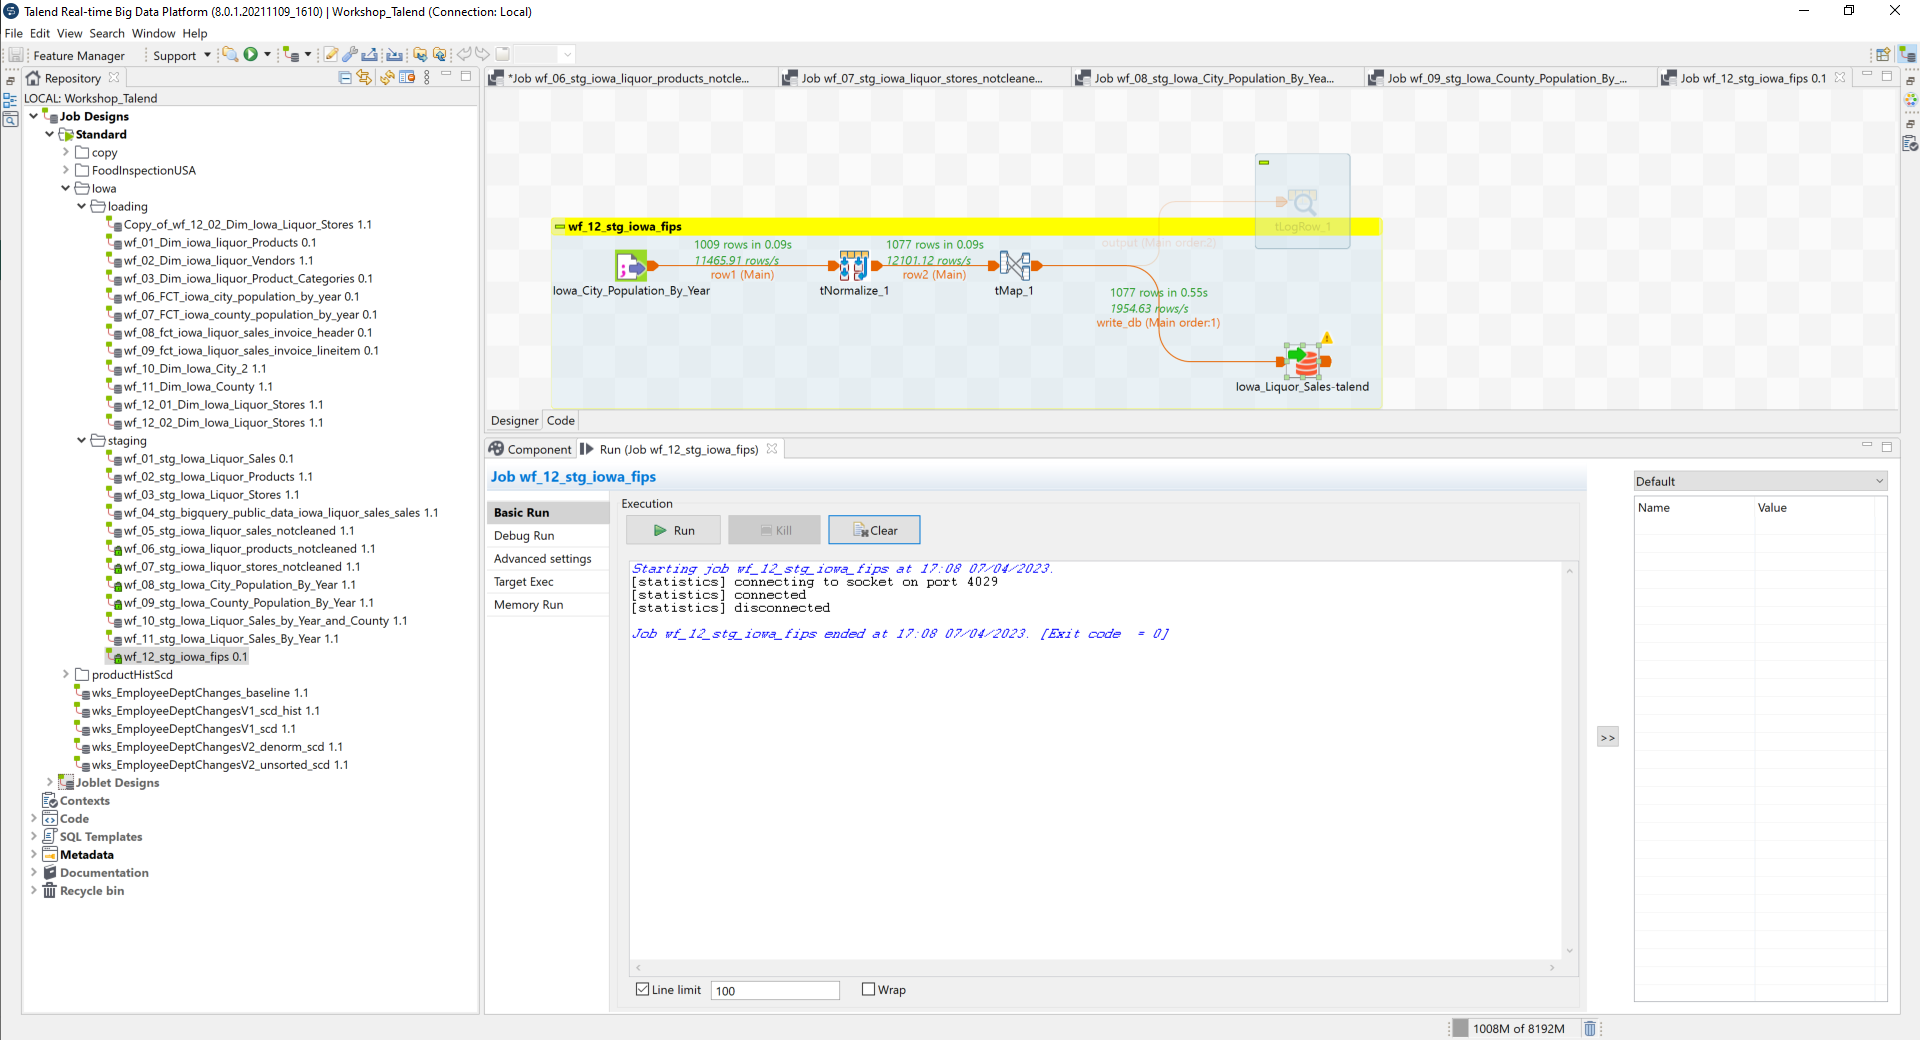 Talend Real-time Big Data Platform (8.0.1.20211109_1610) | Workshop_Talend (Connection: Local)
File Edit View Search Window Help
Feature Manager Support
Repository
LOCAL: Workshop_Talend
Job Designs
Standard
copy
FoodInspectionUSA
Iowa
loading
Copy_of_wf_12_02_Dim_Iowa_Liquor_Stores 1.1
wf_01_Dim_iowa_liquor_Products 0.1
wf_02_Dim_iowa_liquor_Vendors 1.1
wf_03_Dim_iowa_liquor_Product_Categories 0.1
wf_06_FCT_iowa_city_population_by_year 0.1
wf_07_FCT_iowa_county_population_by_year 0.1
wf_08_fct_iowa_liquor_sales_invoice_header 0.1
wf_09_fct_iowa_liquor_sales_invoice_lineitem 0.1
wf_10_Dim_Iowa_City_2 1.1
wf_11_Dim_Iowa_County 1.1
wf_12_01_Dim_Iowa_Liquor_Stores 1.1
wf_12_02_Dim_Iowa_Liquor_Stores 1.1
staging
wf_01_stg_Iowa_Liquor_Sales 0.1
wf_02_stg_Iowa_Liquor_Products 1.1
wf_03_stg_Iowa_Liquor_Stores 1.1
wf_04_stg_bigquery_public_data_iowa_liquor_sales_sales 1.1
wf_05_stg_iowa_liquor_sales_notcleaned 1.1
wf_06_stg_iowa_liquor_products_notcleaned 1.1
wf_07_stg_iowa_liquor_stores_notcleaned 1.1
wf_08_stg_Iowa_City_Population_By_Year 1.1
wf_09_stg_Iowa_County_Population_By_Year 1.1
wf_10_stg_Iowa_Liquor_Sales_by_Year_and_County 1.1
wf_11_stg_Iowa_Liquor_Sales_By_Year 1.1
wf_12_stg_iowa_fips 0.1
productHistScd
wks_EmployeeDeptChanges_baseline 1.1
wks_EmployeeDeptChangesV1_scd_hist 1.1
wks_EmployeeDeptChangesV1_scd 1.1
wks_EmployeeDeptChangesV2_denorm_scd 1.1
wks_EmployeeDeptChangesV2_unsorted_scd 1.1
Joblet Designs
Contexts
Code
SQL Templates
Metadata
Documentation
Recycle bin
*Job wf_06_stg_iowa_liquor_products_notcle...
Job wf_07_stg_iowa_liquor_stores_notcleane...
Job wf_08_stg_Iowa_City_Population_By_Yea...
Job wf_09_stg_Iowa_County_Population_By_...
Job wf_12_stg_iowa_fips 0.1
wf_12_stg_iowa_fips
1009 rows in 0.09s
11465.91 rows/s
row1 (Main)
1077 rows in 0.09s
12101.12 rows/s
row2 (Main)
Iowa_City_Population_By_Year
tNormalize_1
tMap_1
tLogRow_1
output (Main order:2)
1077 rows in 0.55s
1954.63 rows/s
write_db (Main order:1)
Iowa_Liquor_Sales-talend
Designer Code
Component Run (Job wf_12_stg_iowa_fips)
Job wf_12_stg_iowa_fips
Basic Run
Debug Run
Advanced settings
Target Exec
Memory Run
Execution
Run Kill Clear
Starting job wf_12_stg_iowa_fips at 17:08 07/04/2023.
[statistics] connecting to socket on port 4029
[statistics] connected
[statistics] disconnected
Job wf_12_stg_iowa_fips ended at 17:08 07/04/2023. [Exit code  = 0]
Line limit 100 Wrap
>>
Default
Name Value
1008M of 8192M